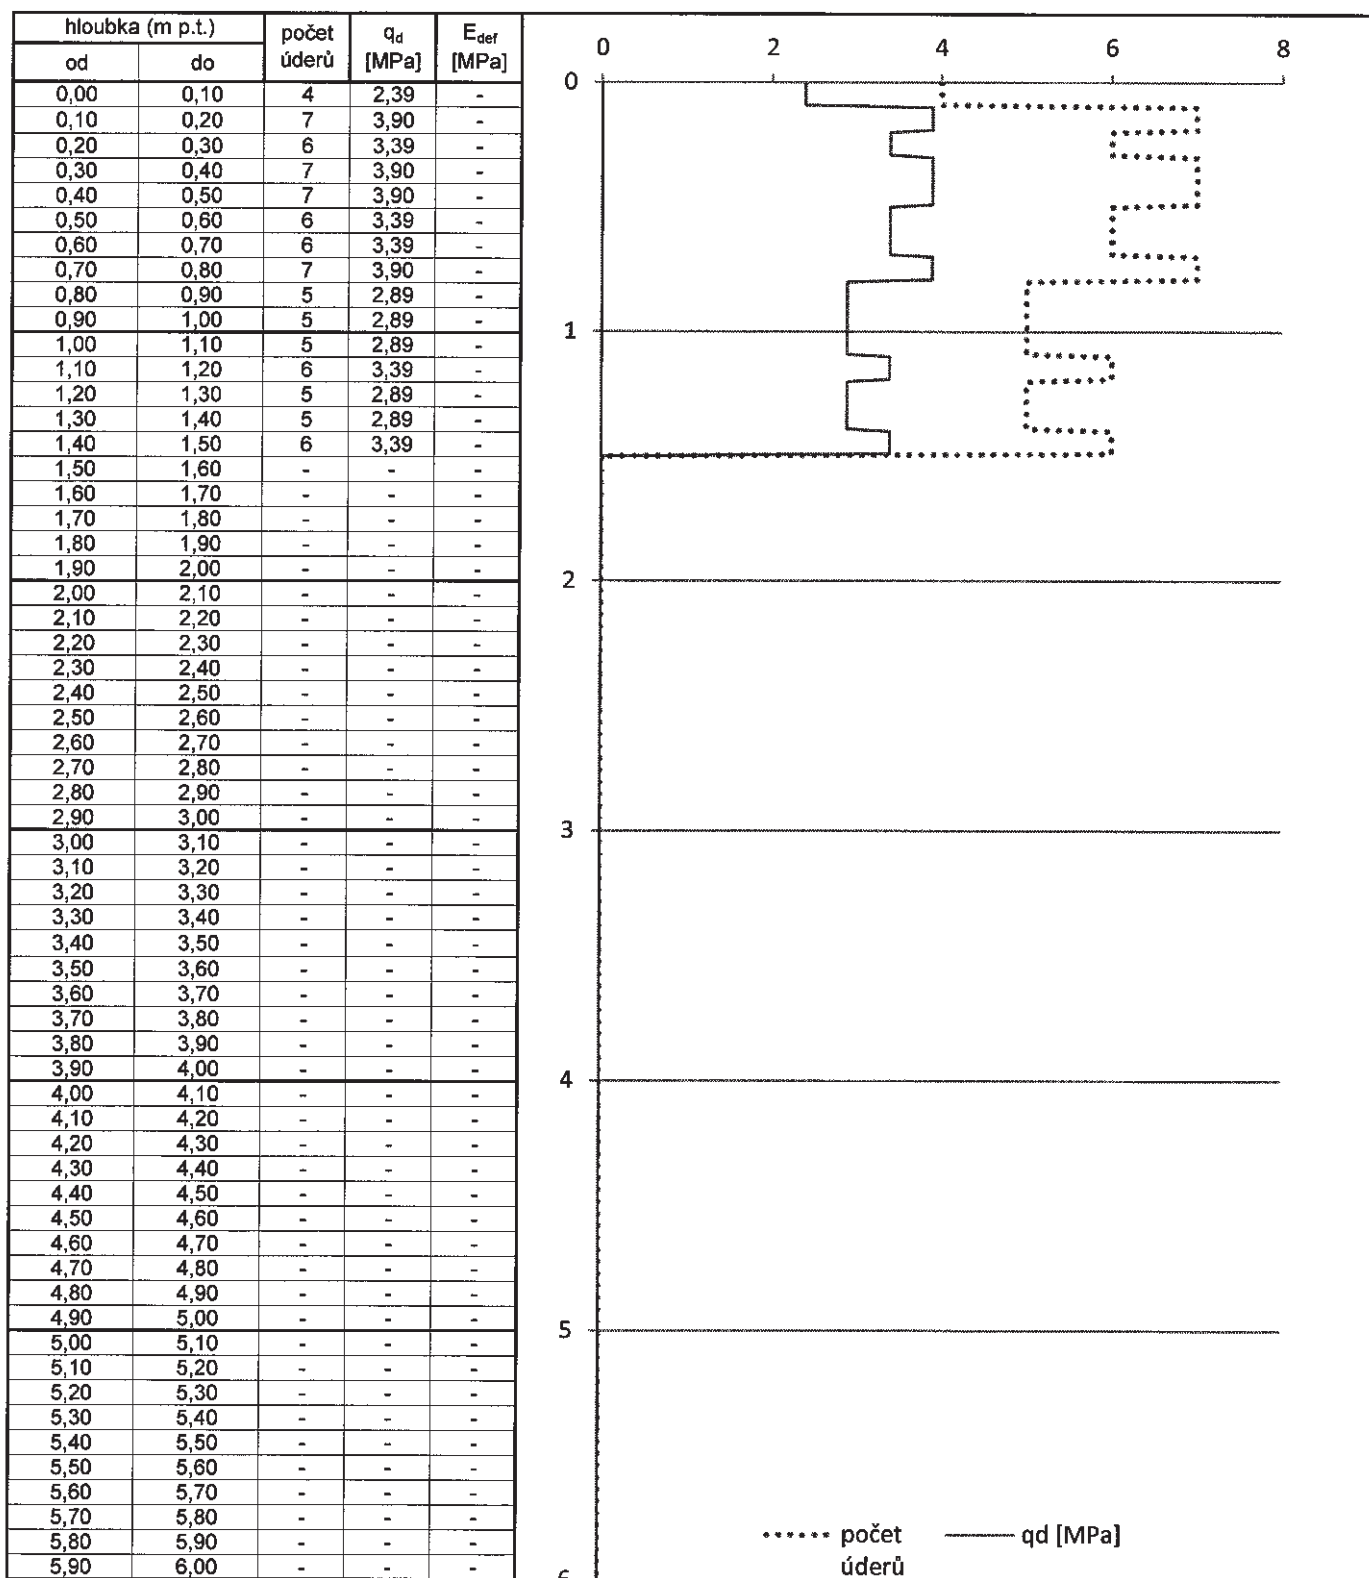 hloubka (m p.t.) počet úderů qd [MPa] Edef [MPa]
od do
0,00 0,10 4 2,39 -
0,10 0,20 7 3,90 -
0,20 0,30 6 3,39 -
0,30 0,40 7 3,90 -
0,40 0,50 7 3,90 -
0,50 0,60 6 3,39 -
0,60 0,70 6 3,39 -
0,70 0,80 7 3,90 -
0,80 0,90 5 2,89 -
0,90 1,00 5 2,89 -
1,00 1,10 5 2,89 -
1,10 1,20 6 3,39 -
1,20 1,30 5 2,89 -
1,30 1,40 5 2,89 -
1,40 1,50 6 3,39 -
1,50 1,60 - - -
1,60 1,70 - - -
1,70 1,80 - - -
1,80 1,90 - - -
1,90 2,00 - - -
2,00 2,10 - - -
2,10 2,20 - - -
2,20 2,30 - - -
2,30 2,40 - - -
2,40 2,50 - - -
2,50 2,60 - - -
2,60 2,70 - - -
2,70 2,80 - - -
2,80 2,90 - - -
2,90 3,00 - - -
3,00 3,10 - - -
3,10 3,20 - - -
3,20 3,30 - - -
3,30 3,40 - - -
3,40 3,50 - - -
3,50 3,60 - - -
3,60 3,70 - - -
3,70 3,80 - - -
3,80 3,90 - - -
3,90 4,00 - - -
4,00 4,10 - - -
4,10 4,20 - - -
4,20 4,30 - - -
4,30 4,40 - - -
4,40 4,50 - - -
4,50 4,60 - - -
4,60 4,70 - - -
4,70 4,80 - - -
4,80 4,90 - - -
4,90 5,00 - - -
5,00 5,10 - - -
5,10 5,20 - - -
5,20 5,30 - - -
5,30 5,40 - - -
5,40 5,50 - - -
5,50 5,60 - - -
5,60 5,70 - - -
5,70 5,80 - - -
5,80 5,90 - - -
5,90 6,00 - - -
0 2 4 6 8
0
1
2
3
4
5
6
počet úderů
qd [MPa]